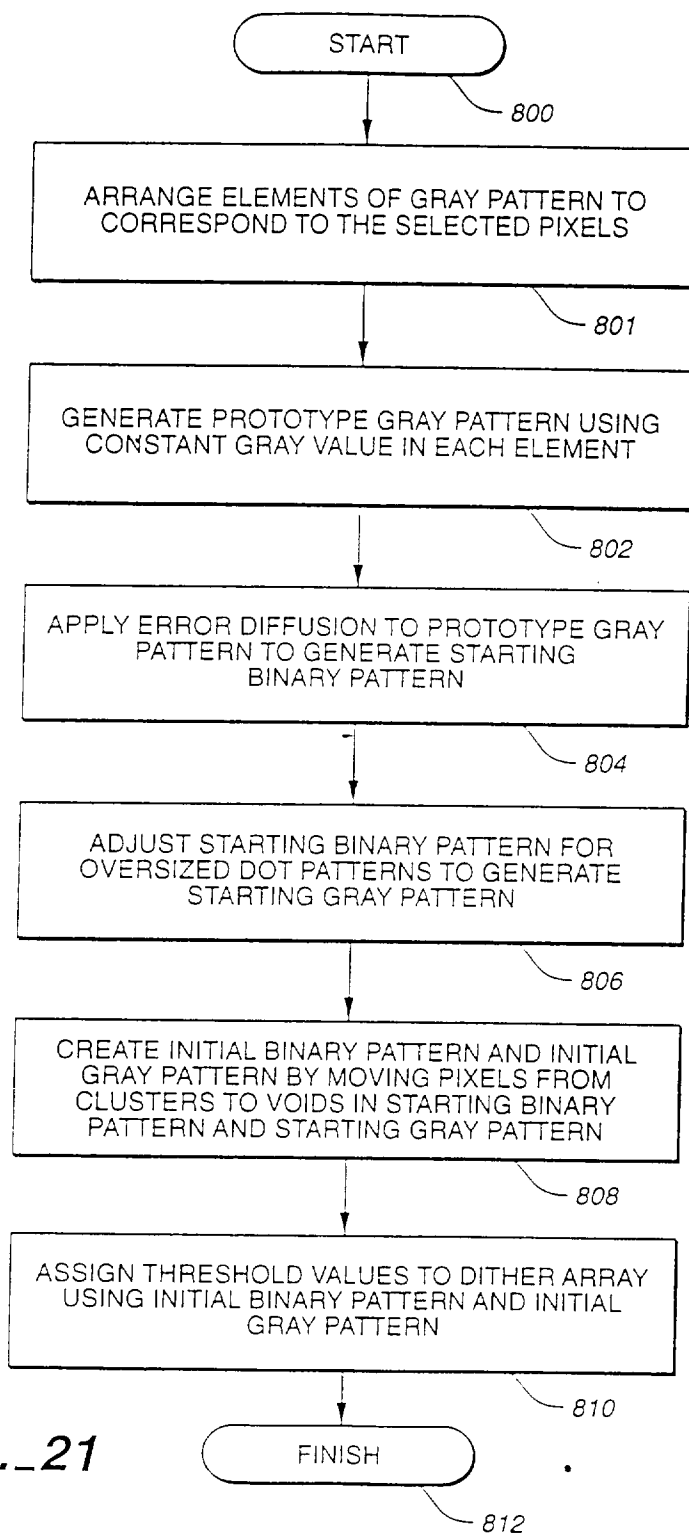 START
800
ARRANGE ELEMENTS OF GRAY PATTERN TO
CORRESPOND TO THE SELECTED PIXELS
801
GENERATE PROTOTYPE GRAY PATTERN USING
CONSTANT GRAY VALUE IN EACH ELEMENT
802
APPLY ERROR DIFFUSION TO PROTOTYPE GRAY
PATTERN TO GENERATE STARTING
BINARY PATTERN
804
ADJUST STARTING BINARY PATTERN FOR
OVERSIZED DOT PATTERNS TO GENERATE
STARTING GRAY PATTERN
806
CREATE INITIAL BINARY PATTERN AND INITIAL
GRAY PATTERN BY MOVING PIXELS FROM
CLUSTERS TO VOIDS IN STARTING BINARY
PATTERN AND STARTING GRAY PATTERN
808
ASSIGN THRESHOLD VALUES TO DITHER ARRAY
USING INITIAL BINARY PATTERN AND INITIAL
GRAY PATTERN
810
._21
FINISH
812